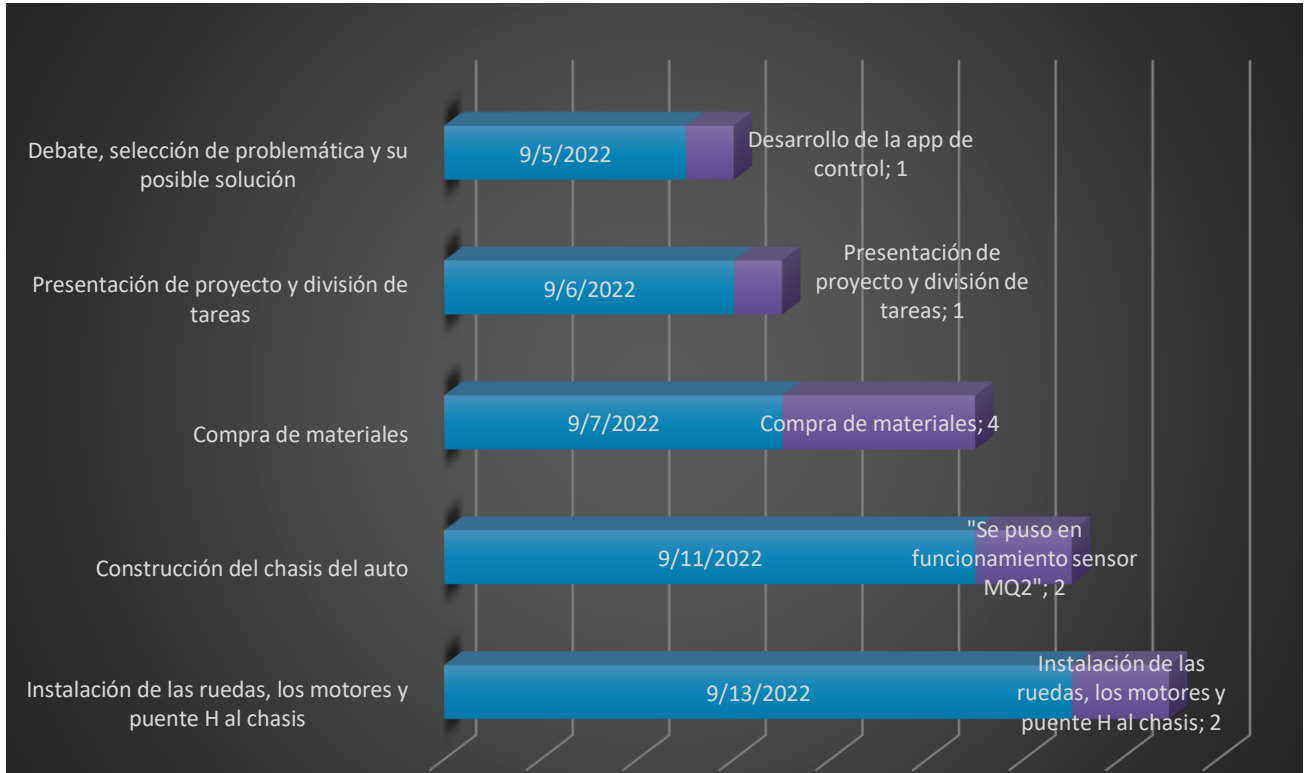 Debate, selección de problemática y su
posible solución
9/5/2022
Desarrollo de la app de
control; 1
Presentación de proyecto y división de
tareas
9/6/2022
Presentación de
proyecto y división de
tareas; 1
Compra de materiales
9/7/2022
Compra de materiales; 4
Construcción del chasis del auto
9/11/2022
"Se puso en
funcionamiento sensor
MQ2"; 2
Instalación de las ruedas, los motores y
puente H al chasis
9/13/2022
Instalación de las
ruedas, los motores y
puente H al chasis; 2